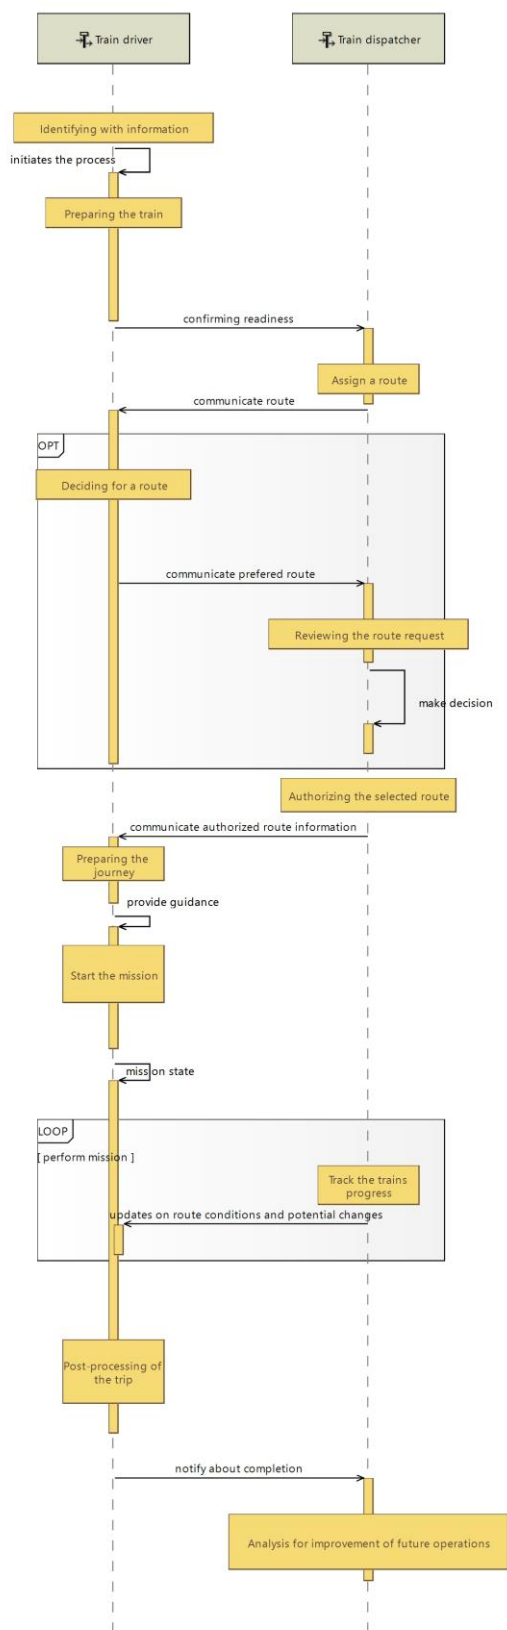 Train driver
Train dispatcher
Identifying with information
initiates the process
Preparing the train
confirming readiness
Assign a route
communicate route
OPT
Deciding for a route
communicate prefered route
Reviewing the route request
make decision
Authorizing the selected route
communicate authorized route information
Preparing the
journey
provide guidance
Start the mission
mission state
LOOP
[ perform mission ]
Track the trains
progress
updates on route conditions and potential changes
Post-processing of
the trip
notify about completion
Analysis for improvement of future operations